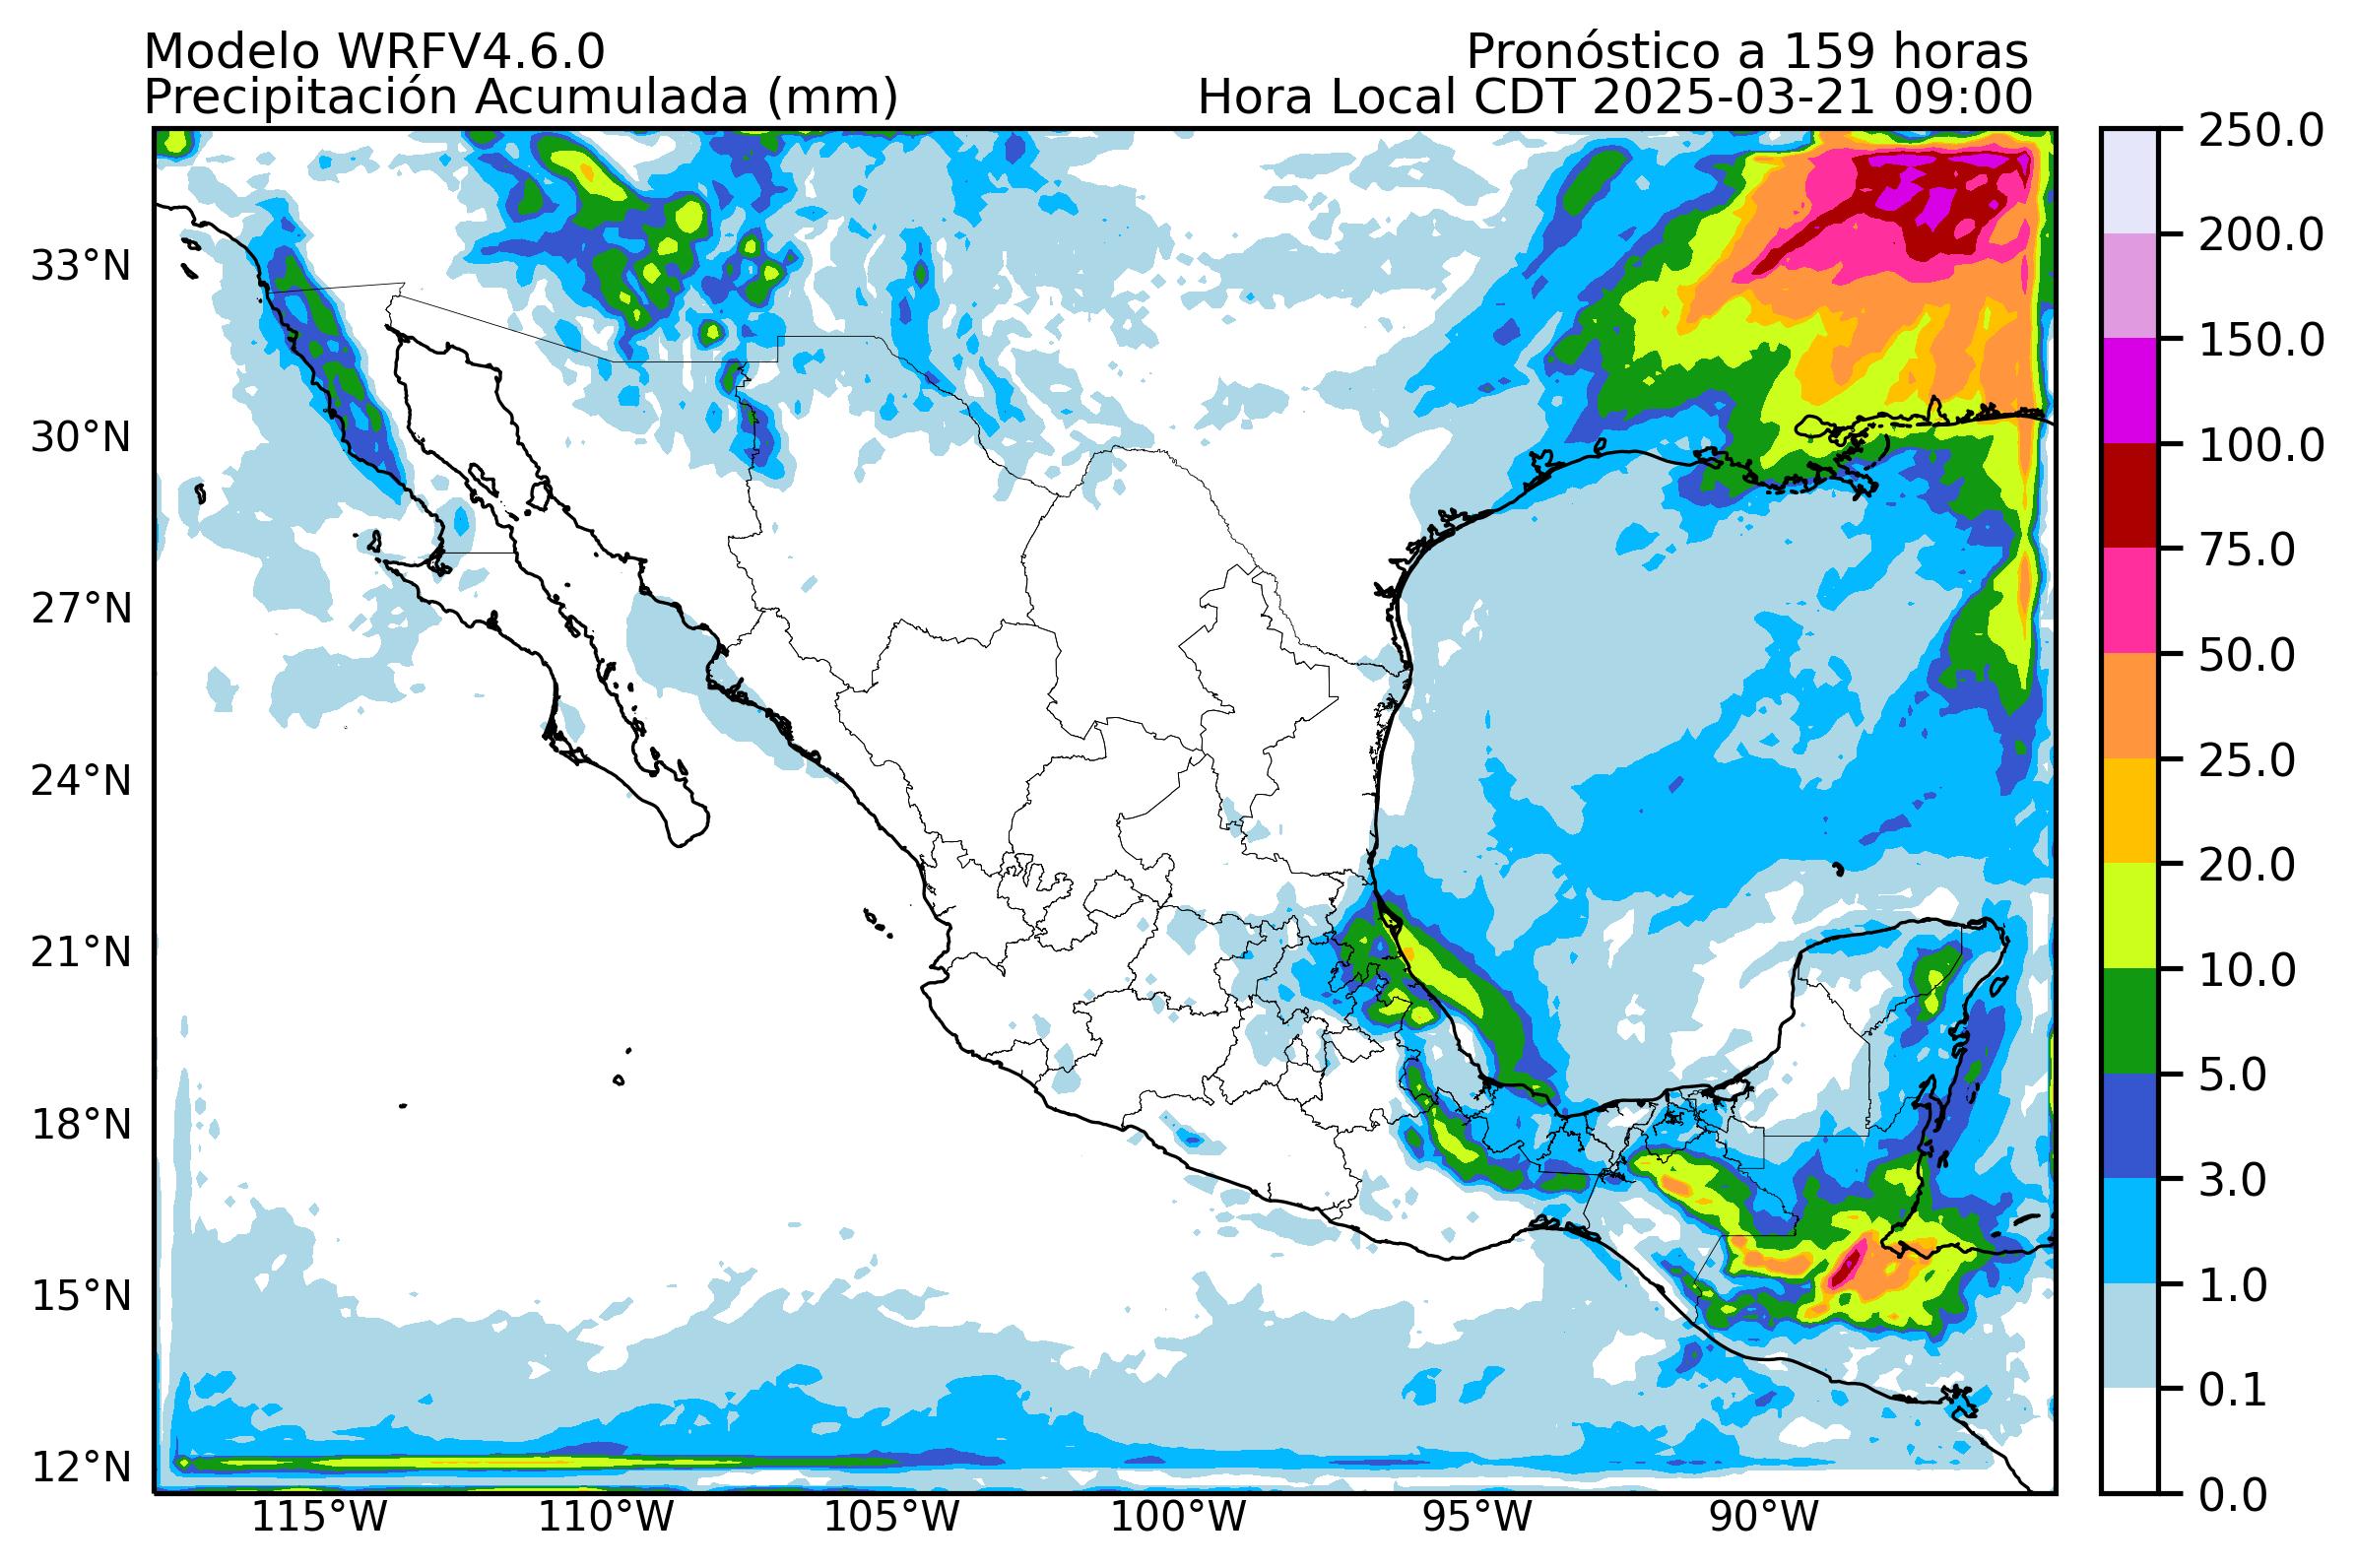 Modelo WRFV4.6.0
Pronóstico a 159 horas
Precipitación Acumulada (mm)
Hora Local CDT 2025-03-21 09:00
33°N
30°N
27°N
24°N
21°N
18°N
15°N
12°N
115°W
110°W
105°W
100°W
95°W
90°W
250.0
200.0
150.0
100.0
75.0
50.0
25.0
20.0
10.0
5.0
3.0
1.0
0.1
0.0